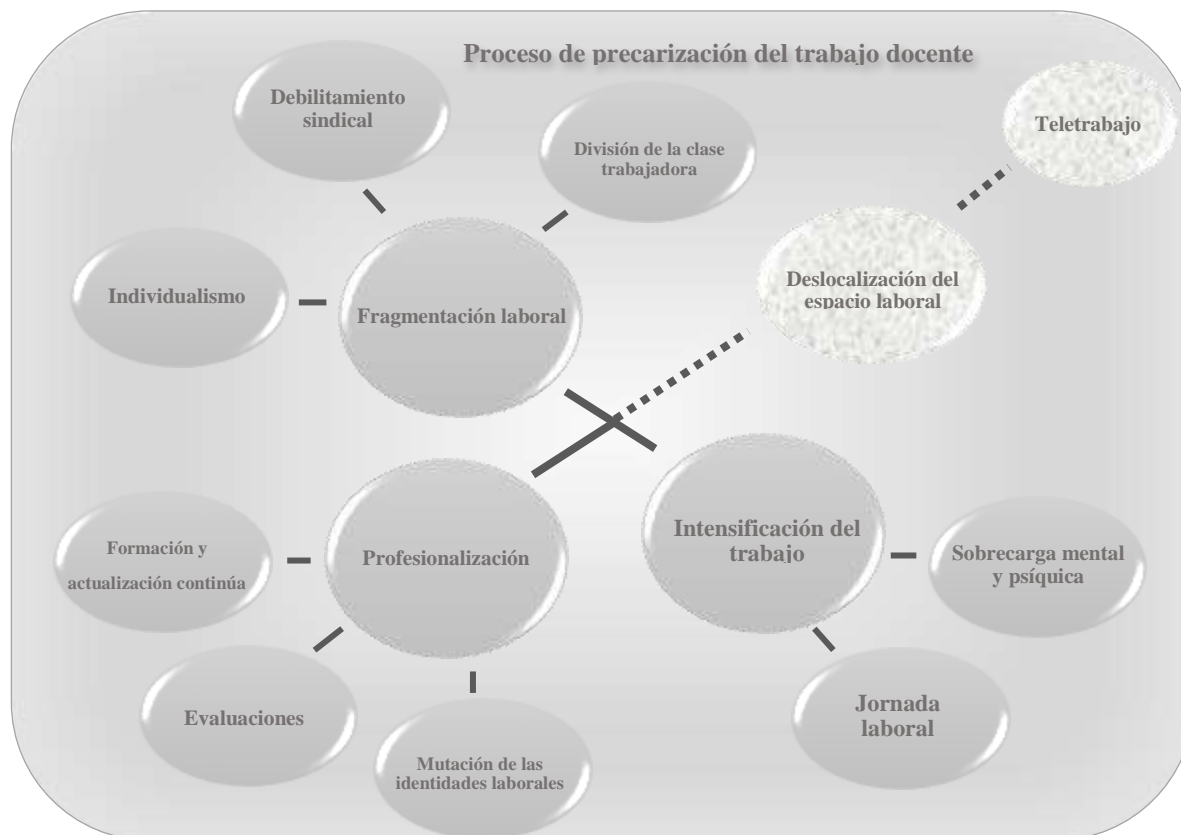 Proceso de precarización del trabajo docente
Debilitamiento
sindical
División de la clase
trabajadora
Teletrabajo
Individualismo
Fragmentación laboral
Deslocalización del
espacio laboral
Formación y
actualización continúa
Profesionalización
Intensificación del
trabajo
Sobrecarga mental
y psíquica
Evaluaciones
Mutación de las
identidades laborales
Jornada
laboral